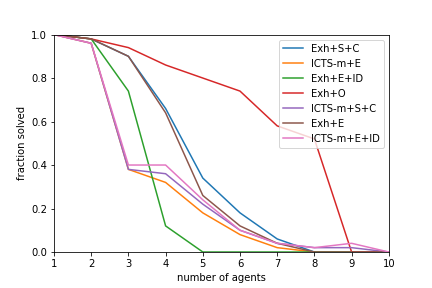 1.0
0.8
0.6
0.4
0.2
0.0
fraction solved
1 2 3 4 5 6 7 8 9 10
number of agents
Exh+S+C
ICTS-m+E
Exh+E+ID
Exh+O
ICTS-m+S+C
Exh+E
ICTS-m+E+ID